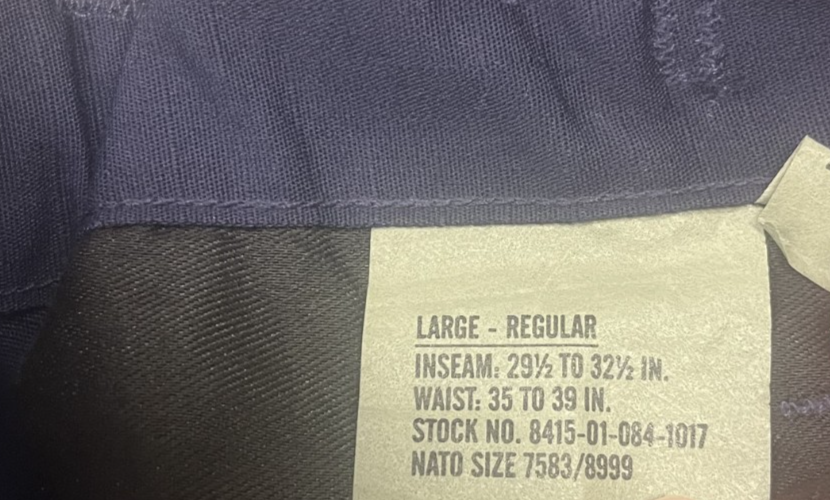 LARGE - REGULAR
INSEAM: 29½ TO 32½ IN.
WAIST: 35 TO 39 IN.
STOCK NO. 8415-01-084-1017
NATO SIZE 7583/8999